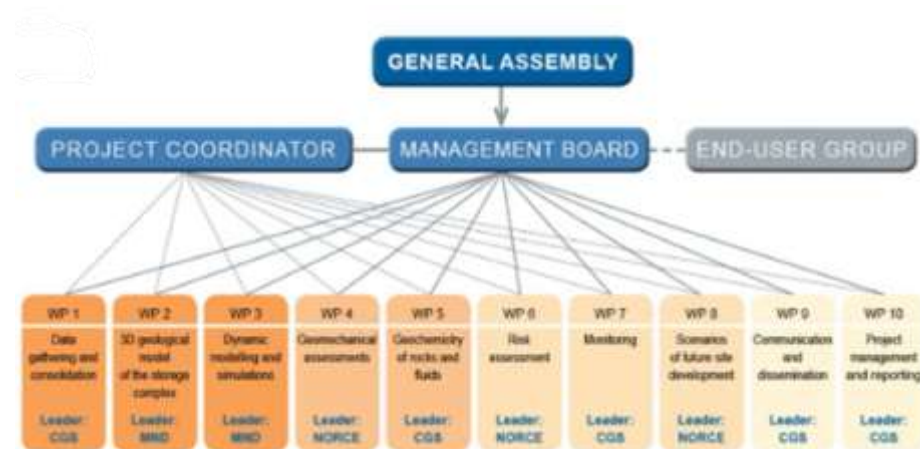 GENERAL ASSEMBLY
PROJECT COORDINATOR
MANAGEMENT BOARD
END-USER GROUP
WP 1
Data
gathering and
consolidation
Leader:
CGS
WP 2
3D geological
model
of the storage
complex
Leader:
MND
WP 3
Dynamic
modelling and
simulations
Leader:
MND
WP 4
Geomechanical
assessments
Leader:
NORCE
WP 5
Geochemistry
of rocks and
fluids
Leader:
CGS
WP 6
Risk
assessment
Leader:
NORCE
WP 7
Monitoring
Leader:
CGS
WP 8
Scenarios
of future site
development
Leader:
NORCE
WP 9
Communication
and
dissemination
Leader:
CGS
WP 10
Project
management
and reporting
Leader:
CGS